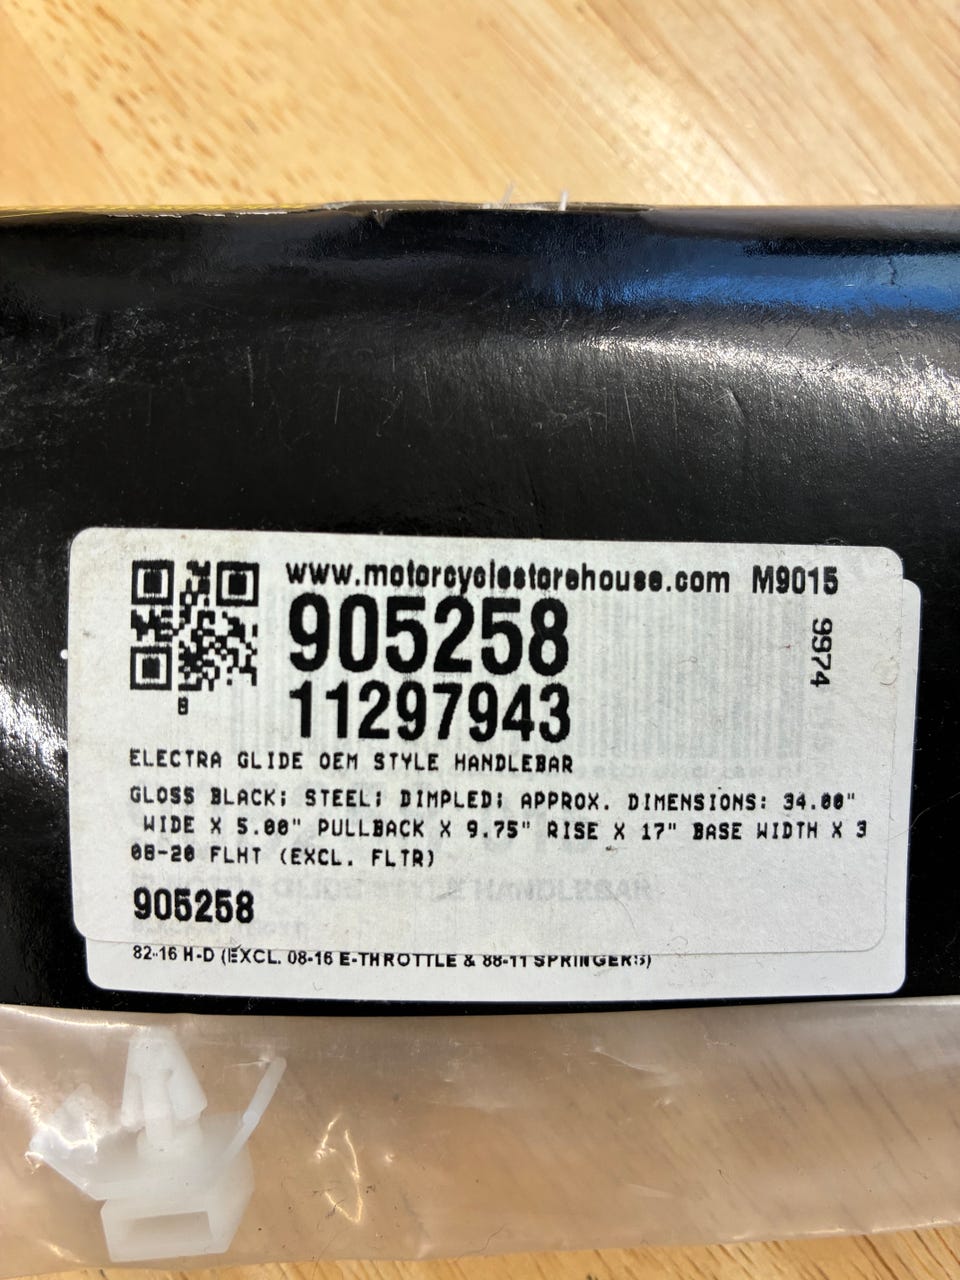 www.motorcyclestorehouse.com M9015
905258
9974
11297943
8
ELECTRA GLIDE OEM STYLE HANDLEBAR
GLOSS BLACK; STEEL; DIMPLED; APPROX. DIMENSIONS: 34.00"
WIDE X 5.00" PULLBACK X 9.75" RISE X 17" BASE WIDTH X 3
08-20 FLHT (EXCL. FLTR)
905258
82-16 H-D (EXCL. 08-16 E-THROTTLE & 88-11 SPRINGERS)